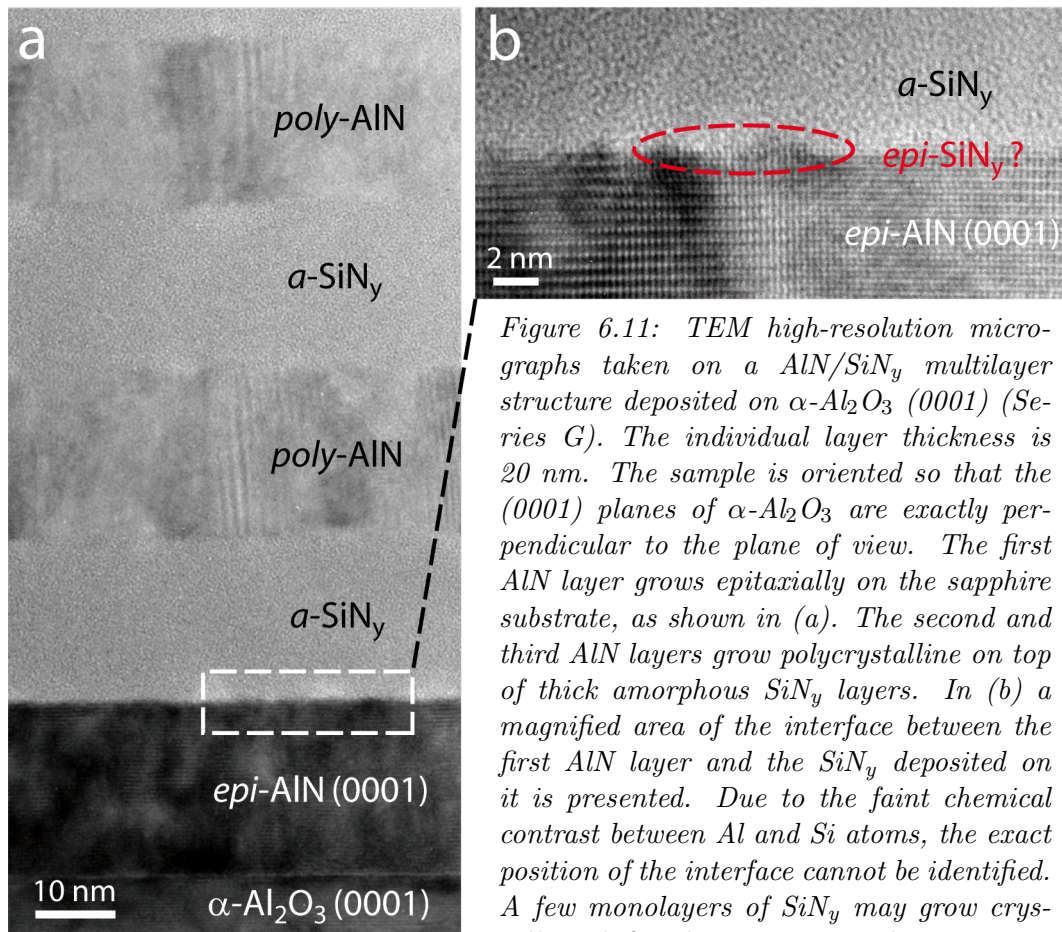 a
poly-AlN
a-SiNy
poly-AlN
a-SiNy
epi-AlN (0001)
10 nm
α-Al2O3 (0001)
b
a-SiNy
epi-SiNy?
epi-AlN (0001)
2 nm
Figure 6.11: TEM high-resolution micro-
graphs taken on a AlN/SiNy multilayer
structure deposited on α-Al2O3 (0001) (Se-
ries G). The individual layer thickness is
20 nm. The sample is oriented so that the
(0001) planes of α-Al2O3 are exactly per-
pendicular to the plane of view. The first
AlN layer grows epitaxially on the sapphire
substrate, as shown in (a). The second and
third AlN layers grow polycrystalline on top
of thick amorphous SiNy layers. In (b) a
magnified area of the interface between the
first AlN layer and the SiNy deposited on
it is presented. Due to the faint chemical
contrast between Al and Si atoms, the exact
position of the interface cannot be identified.
A few monolayers of SiNy may grow crys-